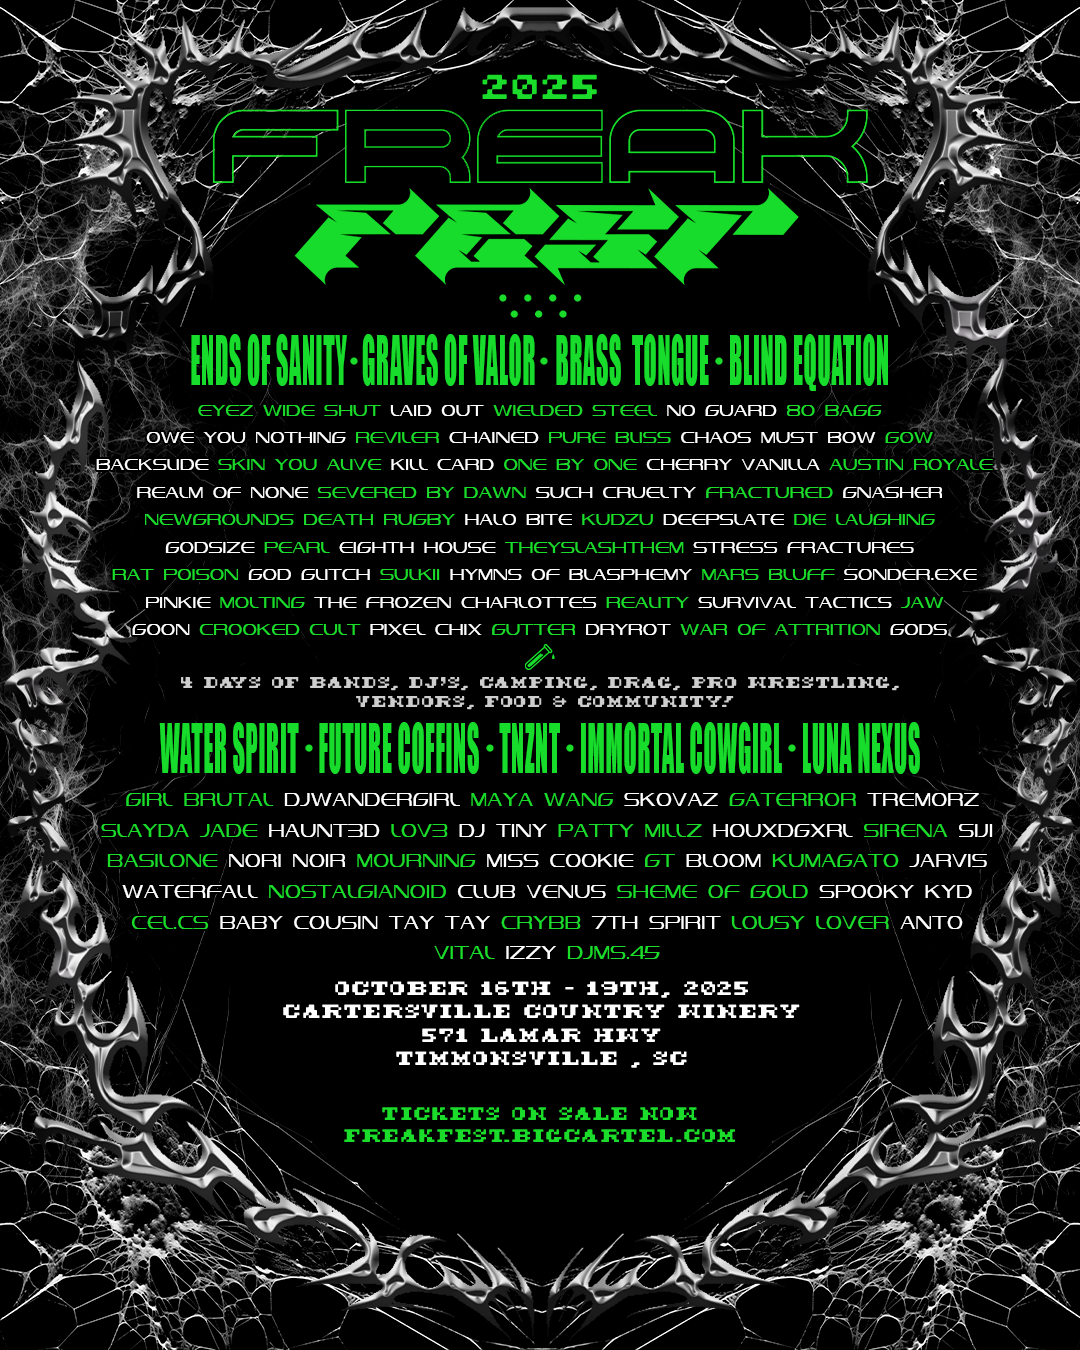 2025
FREAK
FEST
ENDS OF SANITY · GRAVES OF VALOR · BRASS TONGUE · BLIND EQUATION
EYEZ WIDE SHUT LAID OUT WIELDED STEEL NO GUARD 80 BAGG
OWE YOU NOTHING REVILER CHAINED PURE BLISS CHAOS MUST BOW GOW
BACKSLIDE SKIN YOU ALIVE KILL CARD ONE BY ONE CHERRY VANILLA AUSTIN ROYALE
REALM OF NONE SEVERED BY DAWN SUCH CRUELTY FRACTURED GNASHER
NEWGROUNDS DEATH RUGBY HALO BITE KUDZU DEEPSLATE DIE LAUGHING
GODSIZE PEARL EIGHTH HOUSE THEYSLASHTHEM STRESS FRACTURES
RAT POISON GOD GLITCH SULKII HYMNS OF BLASPHEMY MARS BLUFF SONDER.EXE
PINKIE MOLTING THE FROZEN CHARLOTTES REALITY SURVIVAL TACTICS JAW
GOON CROOKED CULT PIXEL CHIX GUTTER DRYROT WAR OF ATTRITION GODS
4 DAYS OF BANDS, DJ'S, CAMPING, DRAG, PRO WRESTLING,
VENDORS, FOOD & COMMUNITY!
WATER SPIRIT · FUTURE COFFINS · TNZNT · IMMORTAL COWGIRL · LUNA NEXUS
GIRL BRUTAL DJWANDERGIRL MAYA WANG SKOVAZ GATERROR TREMORZ
SLAYDA JADE HAUNT3D LOV3 DJ TINY PATTY MILLZ HOUXDGXRL SIRENA SIJI
BASILONE NORI NOIR MOURNING MISS COOKIE GT BLOOM KUMAGATO JARVIS
WATERFALL NOSTALGIANOID CLUB VENUS SHEME OF GOLD SPOOKY KYD
CEL.CS BABY COUSIN TAY TAY CRYBB 7TH SPIRIT LOUSY LOVER ANTO
VITAL IZZY DJMS.45
OCTOBER 16TH - 19TH, 2025
CARTERSVILLE COUNTRY WINERY
571 LAMAR HWY
TIMMONSVILLE , SC
TICKETS ON SALE NOW
FREAKFEST.BIGCARTEL.COM